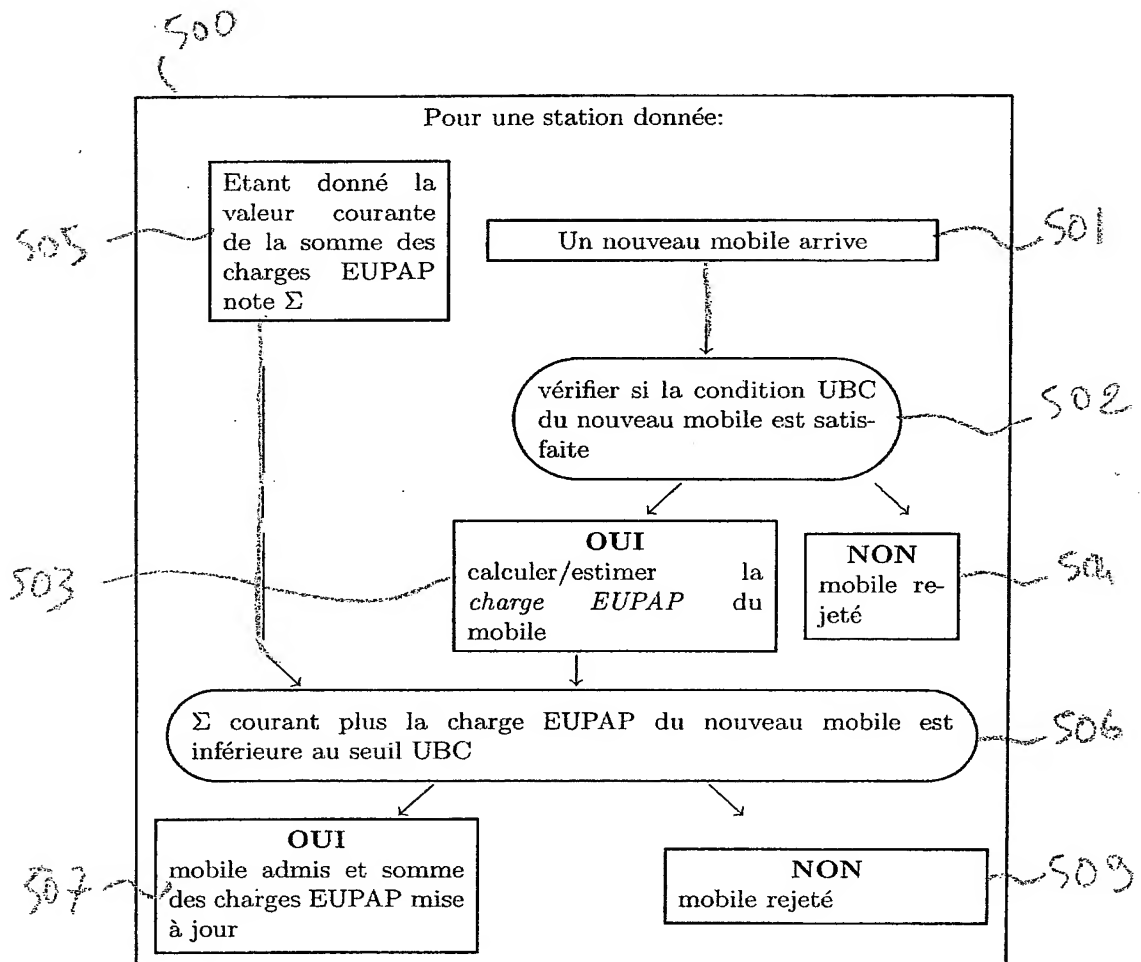 500
Pour une station donnée:
Etant donné la
valeur courante
de la somme des
charges EUPAP
note Σ
505
Un nouveau mobile arrive
501
vérifier si la condition UBC
du nouveau mobile est satis-
faite
502
OUI
calculer/estimer la
charge EUPAP du
mobile
503
NON
mobile re-
jeté
504
Σ courant plus la charge EUPAP du nouveau mobile est
inférieure au seuil UBC
506
OUI
mobile admis et somme
des charges EUPAP mise
à jour
507
NON
mobile rejeté
509